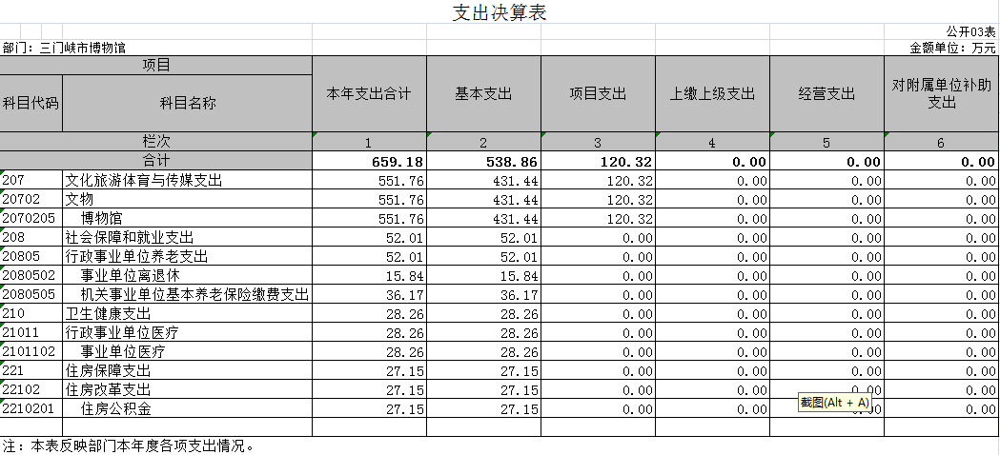 支出决算表
公开03表
部门：三门峡市博物馆 金额单位：万元
项目 本年支出合计 基本支出 项目支出 上缴上级支出 经营支出 对附属单位补助支出
科目代码 科目名称
栏次 1 2 3 4 5 6
合计 659.18 538.86 120.32 0.00 0.00 0.00
207 文化旅游体育与传媒支出 551.76 431.44 120.32 0.00 0.00 0.00
20702 文物 551.76 431.44 120.32 0.00 0.00 0.00
2070205 博物馆 551.76 431.44 120.32 0.00 0.00 0.00
208 社会保障和就业支出 52.01 52.01 0.00 0.00 0.00 0.00
20805 行政事业单位养老支出 52.01 52.01 0.00 0.00 0.00 0.00
2080502 事业单位离退休 15.84 15.84 0.00 0.00 0.00 0.00
2080505 机关事业单位基本养老保险缴费支出 36.17 36.17 0.00 0.00 0.00 0.00
210 卫生健康支出 28.26 28.26 0.00 0.00 0.00 0.00
21011 行政事业单位医疗 28.26 28.26 0.00 0.00 0.00 0.00
2101102 事业单位医疗 28.26 28.26 0.00 0.00 0.00 0.00
221 住房保障支出 27.15 27.15 0.00 0.00 0.00 0.00
22102 住房改革支出 27.15 27.15 0.00 0.00 0.00 0.00
截图(Alt + A)
2210201 住房公积金 27.15 27.15 0.00 0.00 0.00 0.00
注：本表反映部门本年度各项支出情况。